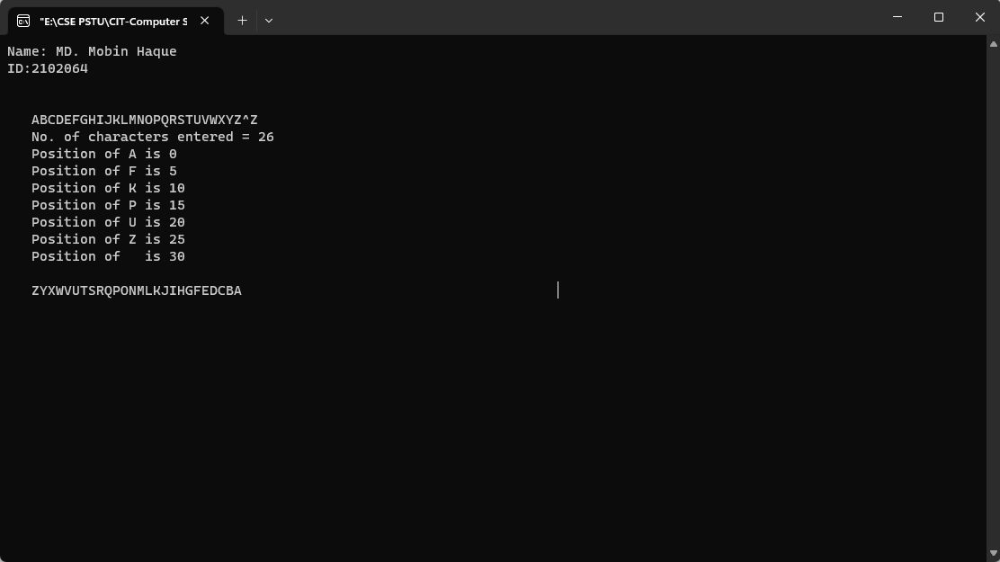 "E:\CSE PSTU\CIT-Computer S
Name: MD. Mobin Haque
ID:2102064
ABCDEFGHIJKLMNOPQRSTUVWXYZ^Z
No. of characters entered = 26
Position of A is 0
Position of F is 5
Position of K is 10
Position of P is 15
Position of U is 20
Position of Z is 25
Position of   is 30
ZYXWVUTSRQPONMLKJIHGFEDCBA